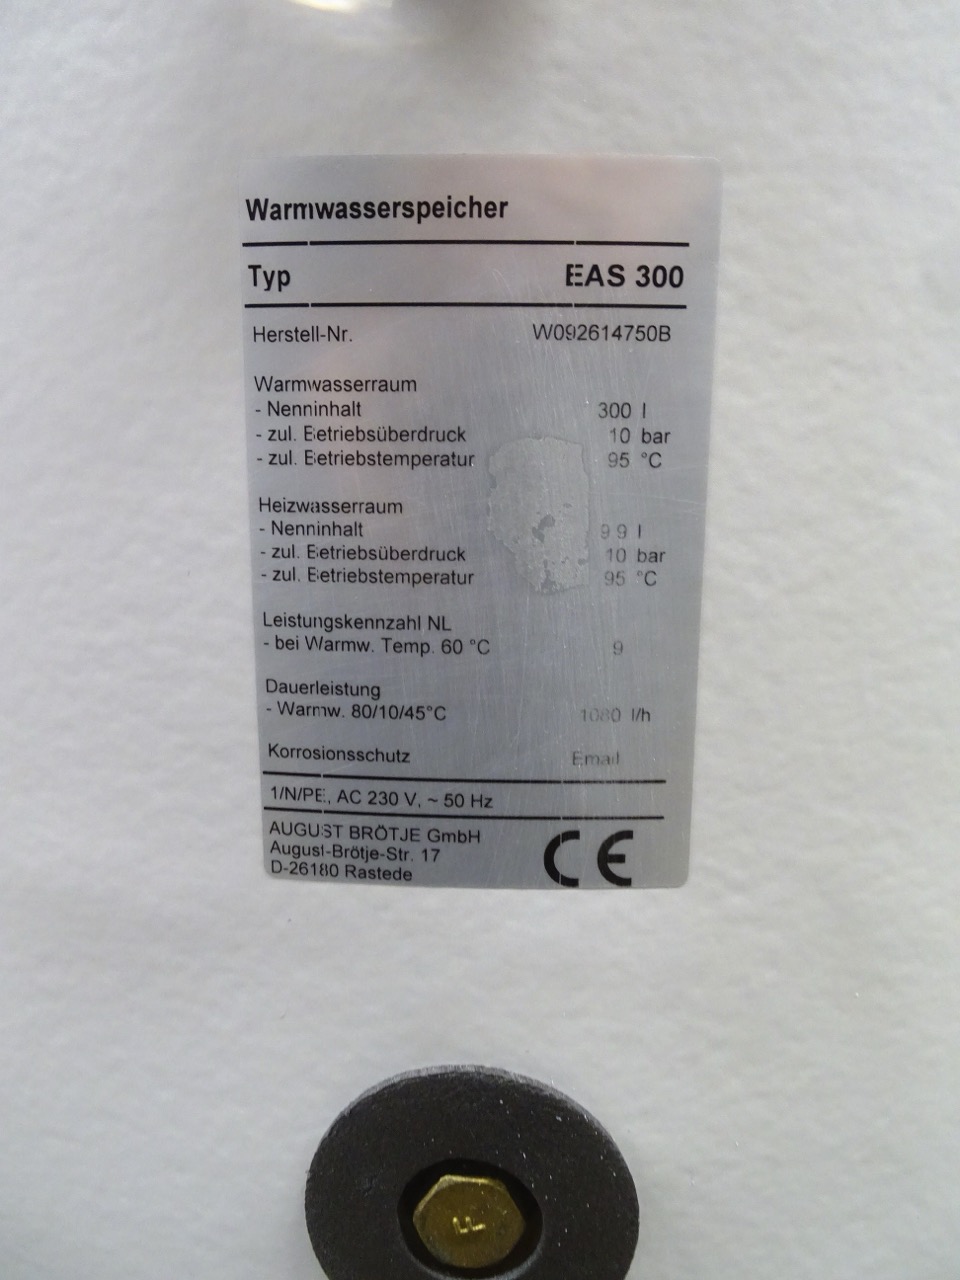 Warmwasserspeicher
Typ EAS 300
Herstell-Nr. W092614750B
Warmwasserraum
- Nenninhalt 300 l
- zul. Betriebsüberdruck 10 bar
- zul. Betriebstemperatur 95 °C
Heizwasserraum
- Nenninhalt 9 9 l
- zul. Betriebsüberdruck 10 bar
- zul. Betriebstemperatur 95 °C
Leistungskennzahl NL
- bei Warmw. Temp. 60 °C 9
Dauerleistung
- Warmw. 80/10/45°C 1080 l/h
Korrosionsschutz Email
1/N/PE, AC 230 V, ~ 50 Hz
AUGUST BRÖTJE GmbH
August-Brötje-Str. 17
D-26180 Rastede
CE